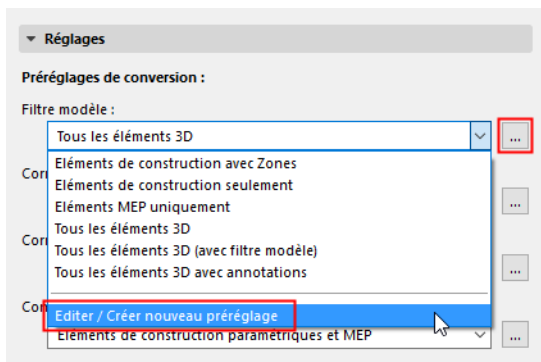 Réglages
Préréglages de conversion :
Filtre modèle :
Tous les éléments 3D
...
Eléments de construction avec Zones
Eléments de construction seulement
Eléments MEP uniquement
...
Tous les éléments 3D
Tous les éléments 3D (avec filtre modèle)
Tous les éléments 3D avec annotations
...
Editer / Créer nouveau préréglage
Eléments de construction paramétriques et MEP
...